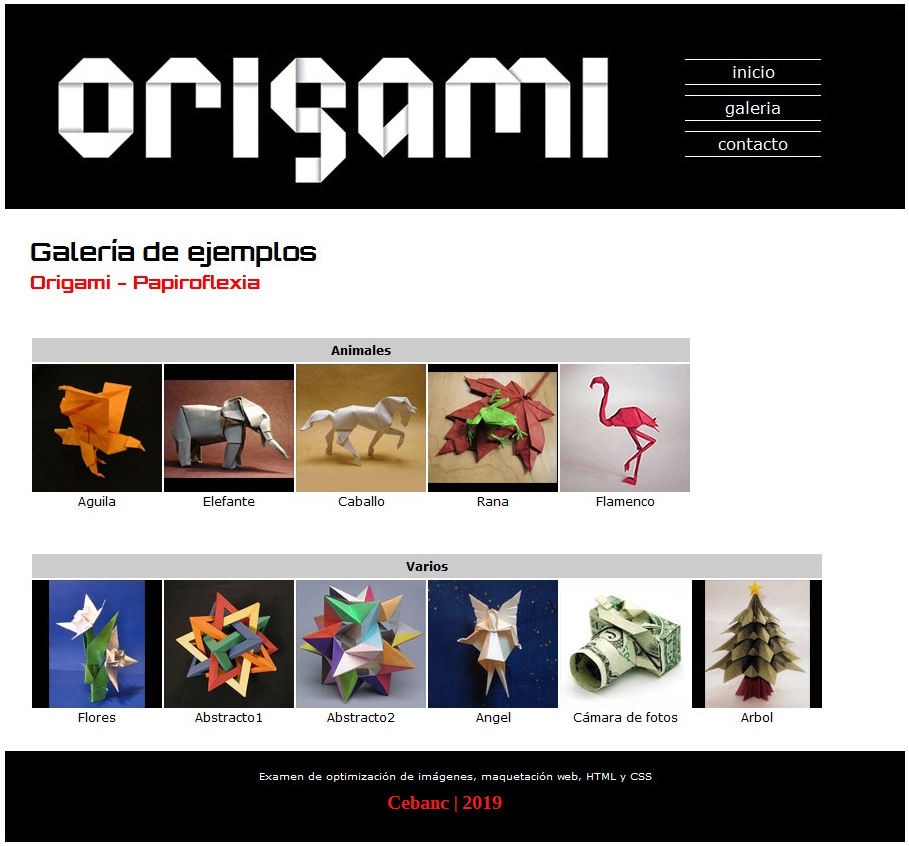 origami
inicio
galeria
contacto
Galería de ejemplos
Origami - Papiroflexia
Animales
Aguila
Elefante
Caballo
Rana
Flamenco
Varios
Flores
Abstracto1
Abstracto2
Angel
Cámara de fotos
Arbol
Examen de optimización de imágenes, maquetación web, HTML y CSS
Cebanc | 2019